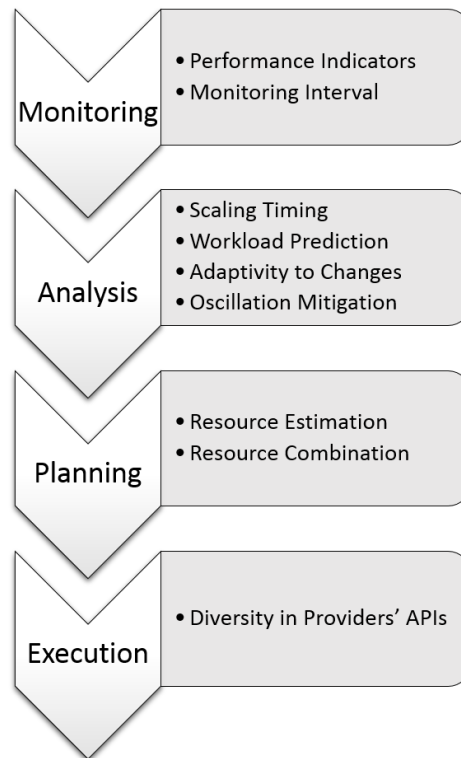 Monitoring
• Performance Indicators
• Monitoring Interval
Analysis
• Scaling Timing
• Workload Prediction
• Adaptivity to Changes
• Oscillation Mitigation
Planning
• Resource Estimation
• Resource Combination
Execution
• Diversity in Providers’ APIs